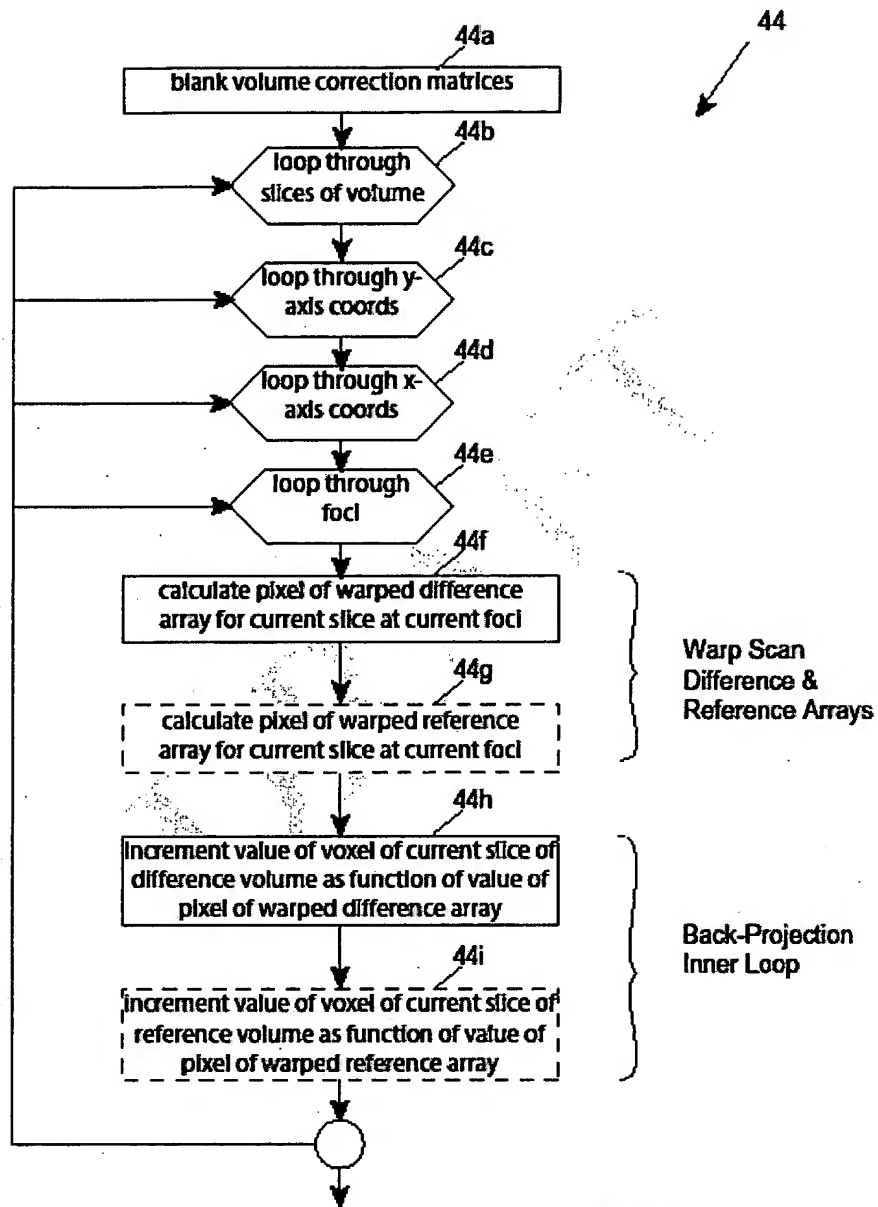 44
44a
blank volume correction matrices
44b
loop through
slices of volume
44c
loop through y-
axis coords
44d
loop through x-
axis coords
44e
loop through
foci
44f
calculate pixel of warped difference
array for current slice at current foci
44g
calculate pixel of warped reference
array for current slice at current foci
Warp Scan
Difference &
Reference Arrays
44h
increment value of voxel of current slice of
difference volume as function of value of
pixel of warped difference array
44i
increment value of voxel of current slice of
reference volume as function of value of
pixel of warped reference array
Back-Projection
Inner Loop